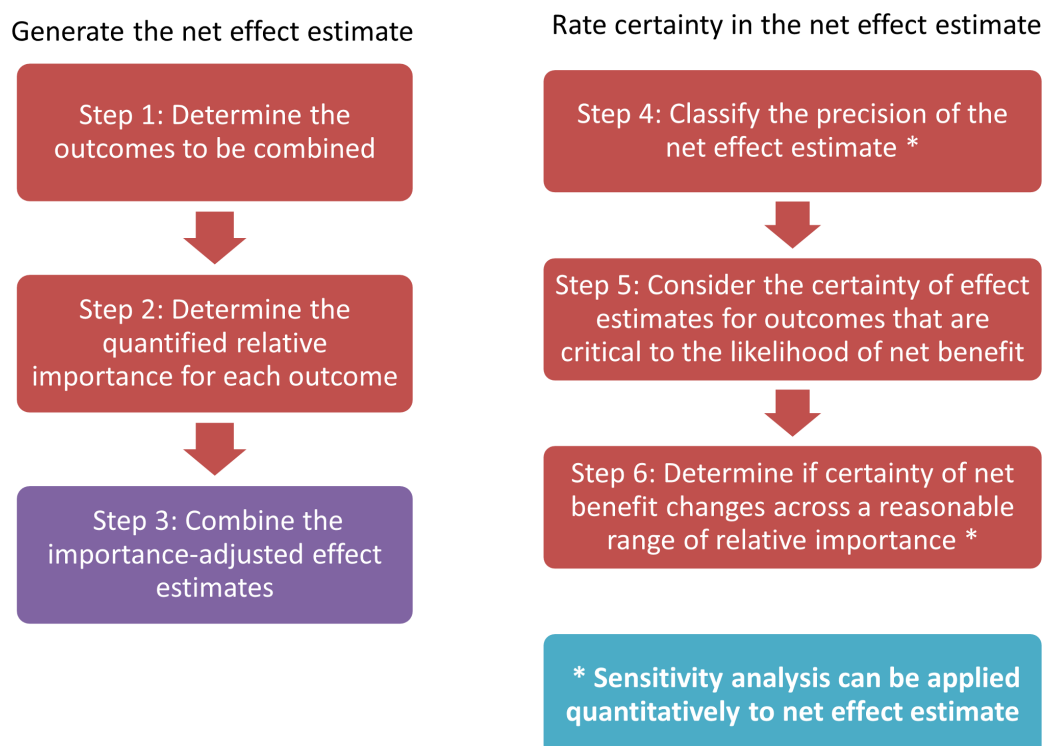 Generate the net effect estimate
Step 1: Determine the
outcomes to be combined
Step 2: Determine the
quantified relative
importance for each outcome
Step 3: Combine the
importance-adjusted effect
estimates
Rate certainty in the net effect estimate
Step 4: Classify the precision of the
net effect estimate *
Step 5: Consider the certainty of effect
estimates for outcomes that are
critical to the likelihood of net benefit
Step 6: Determine if certainty of net
benefit changes across a reasonable
range of relative importance *
* Sensitivity analysis can be applied
quantitatively to net effect estimate